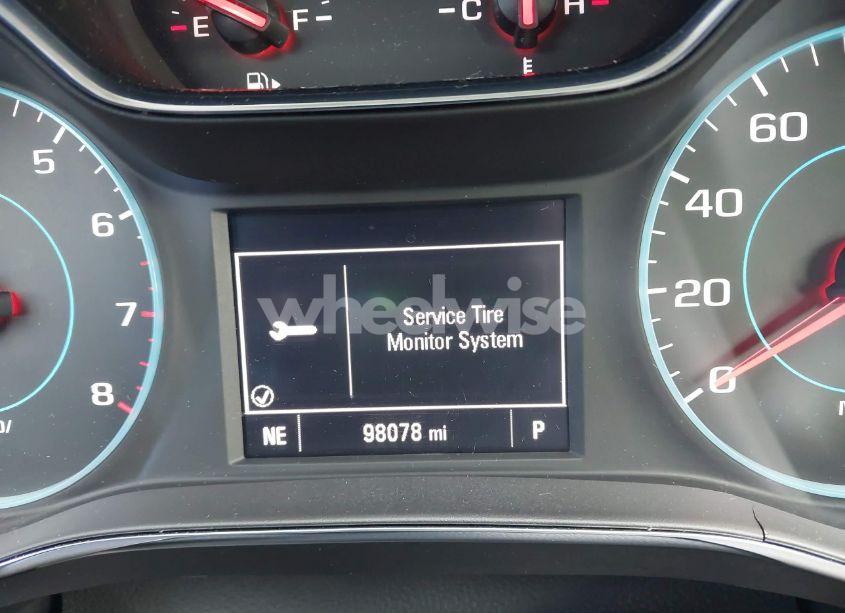 E F
C H
5
6
7
8
60
40
20
0
wheelwise
Service Tire
Monitor System
NE 98078 mi P